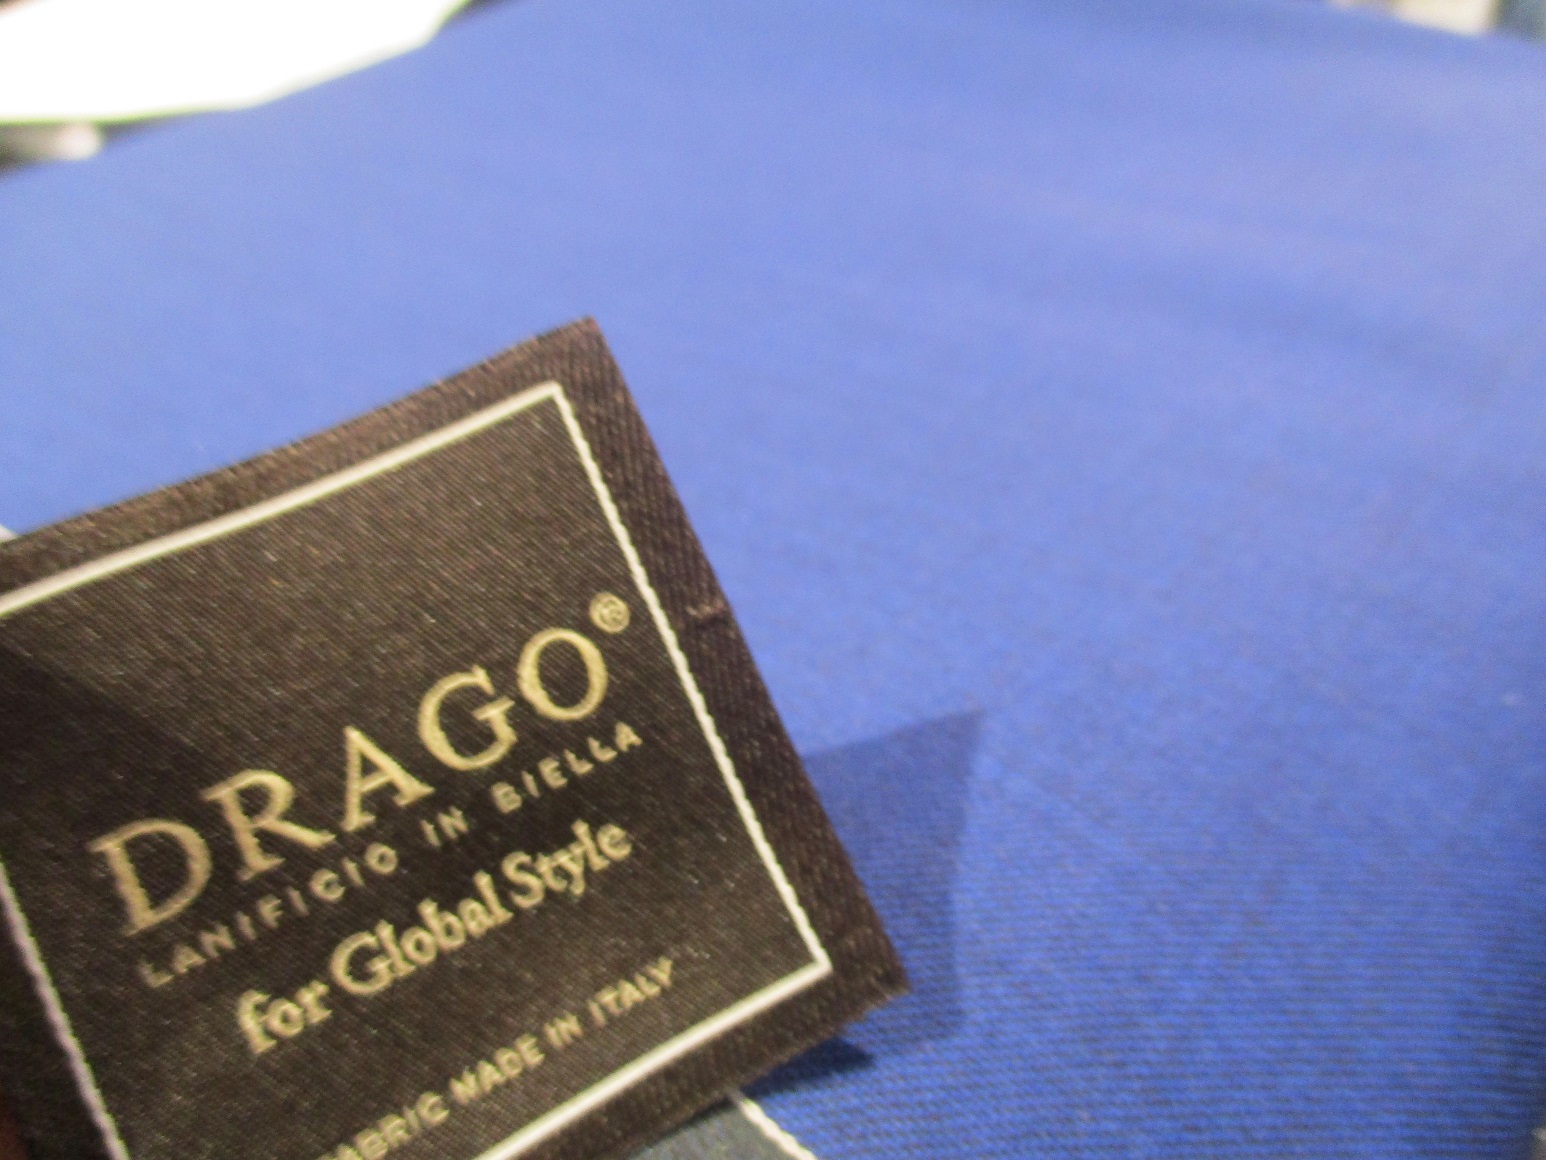 DRAGO®
LANIFICIO IN BIELLA
for Global Style
FABRIC MADE IN ITALY